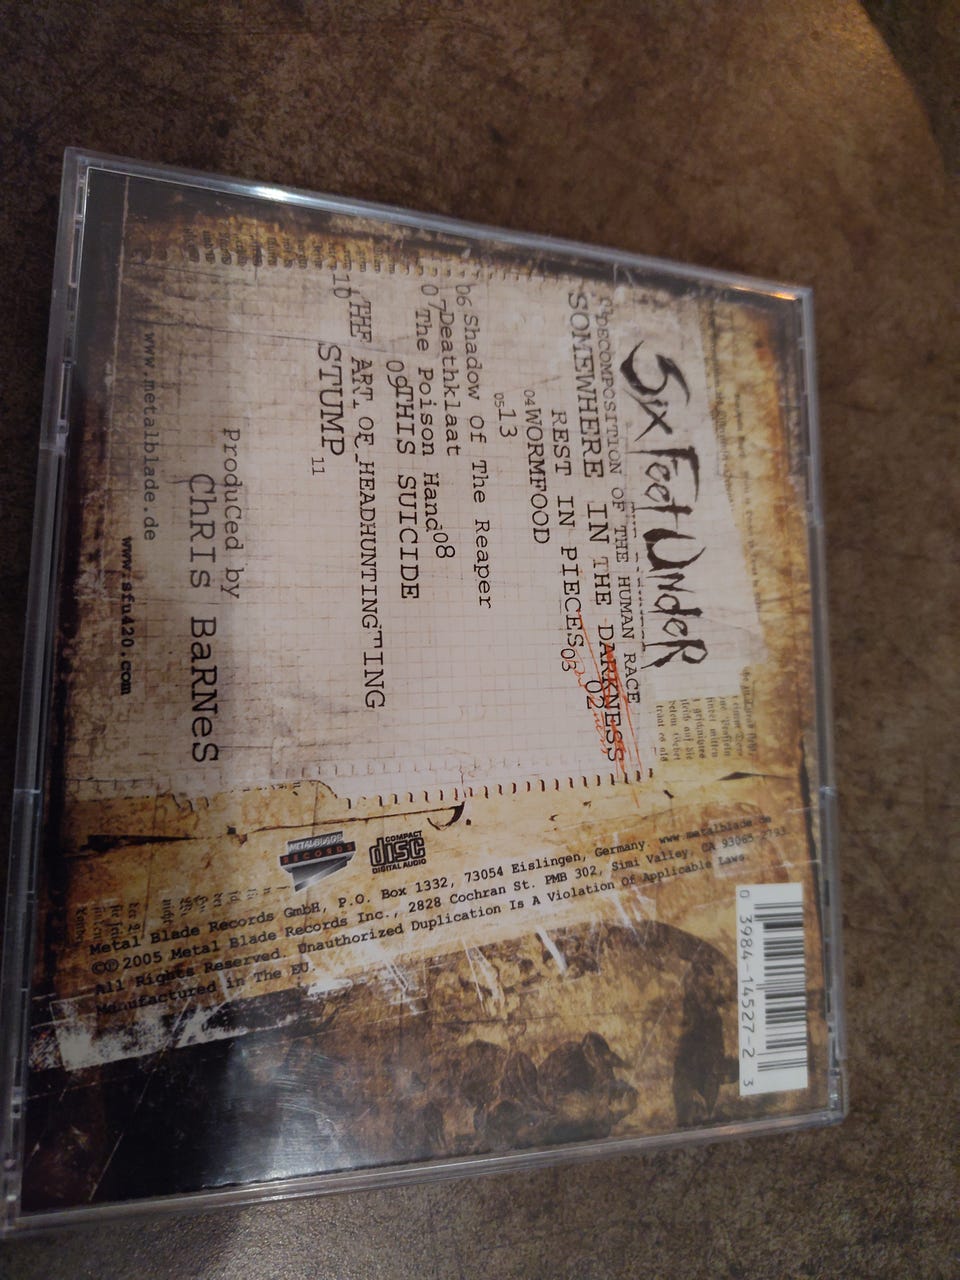 Six Feet Under
DECOMPOSITION OF THE HUMAN RACE
SOMEWHERE IN THE DARKNESS 02
REST IN PIECES 03
04 WORMFOOD
05 13
06 Shadow Of The Reaper
07 Deathklaat
The Poison Hand 08
09 THIS SUICIDE
10 THE ART OF HEADHUNTING
STUMP 11
ProduCed by
ChRIS BaRNeS
www.metalblade.de
www.sfu420.com
METAL BLADE
RECORDS
COMPACT
disc
DIGITAL AUDIO
Metal Blade Records GmbH, P.O. Box 1332, 73054 Eislingen, Germany. www.metalblade.de
©℗ 2005 Metal Blade Records Inc., 2828 Cochran St. PMB 302, Simi Valley, CA 93065-2793
All Rights Reserved. Unauthorized Duplication Is A Violation Of Applicable Laws.
Manufactured in The EU.
0 3984-14527-2 3